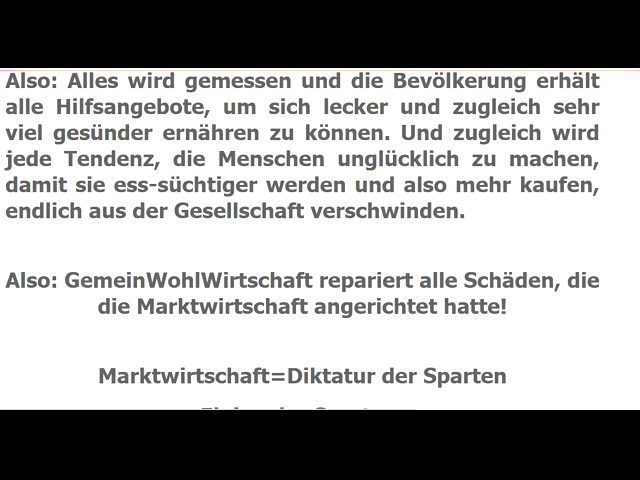 Also: Alles wird gemessen und die Bevölkerung erhält
alle Hilfsangebote, um sich lecker und zugleich sehr
viel gesünder ernähren zu können. Und zugleich wird
jede Tendenz, die Menschen unglücklich zu machen,
damit sie ess-süchtiger werden und also mehr kaufen,
endlich aus der Gesellschaft verschwinden.
Also: GemeinWohlWirtschaft repariert alle Schäden, die
die Marktwirtschaft angerichtet hatte!
Marktwirtschaft=Diktatur der Sparten